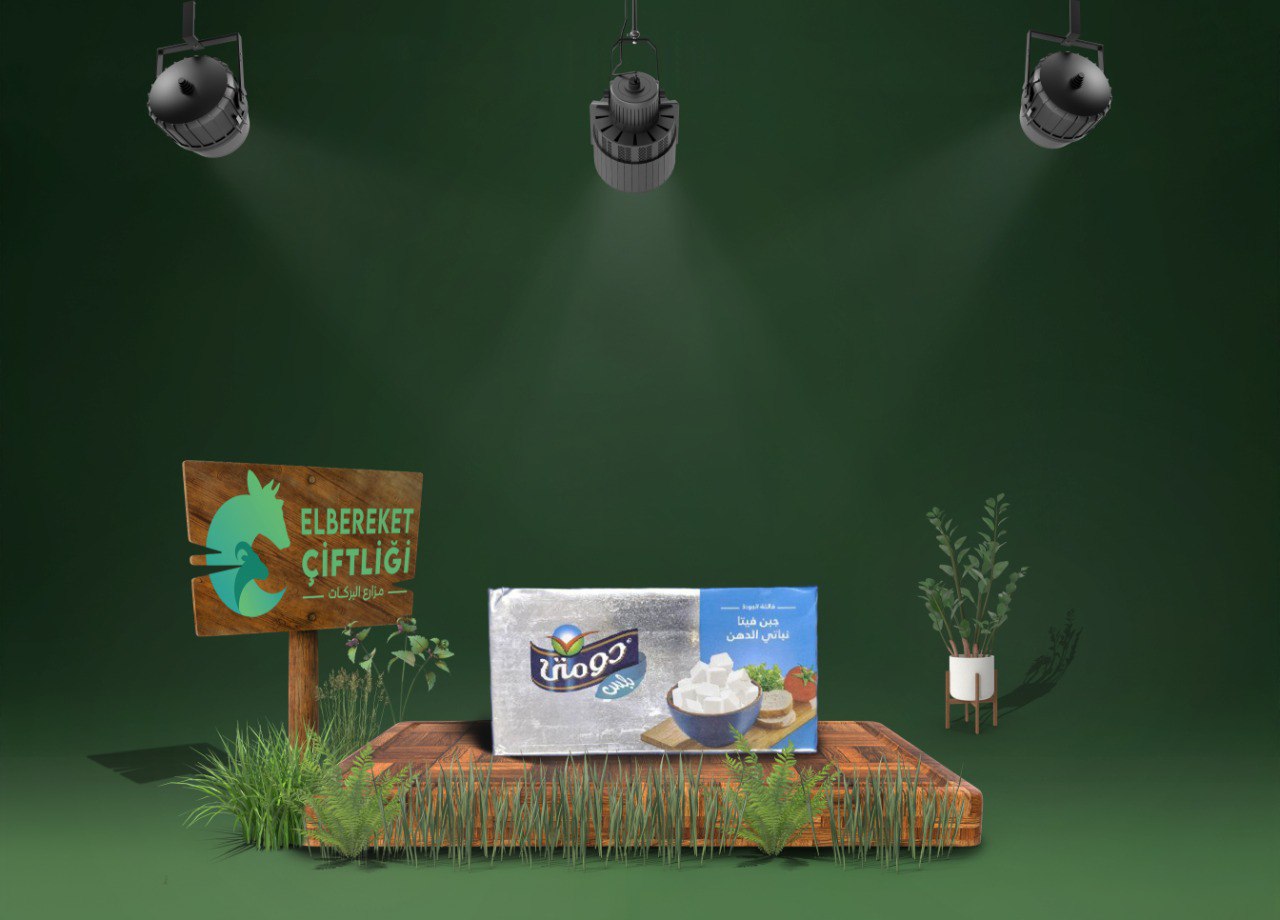 ELBEREKET
ÇİFTLİĞİ
مزارع البركات
دومتي
بلس
فائقة الجودة
جبن فيتا
نباتي الدهن